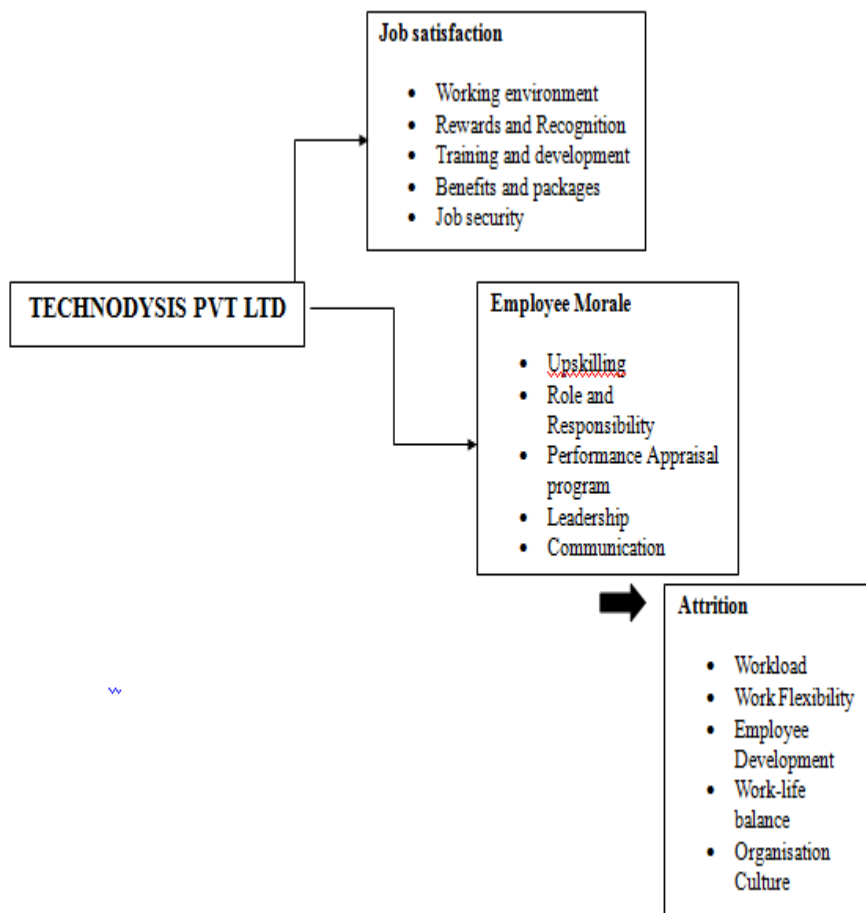 Job satisfaction
• Working environment
• Rewards and Recognition
• Training and development
• Benefits and packages
• Job security
TECHNODYSIS PVT LTD
Employee Morale
• Upskilling
• Role and
Responsibility
• Performance Appraisal
program
• Leadership
• Communication
Attrition
• Workload
• Work Flexibility
• Employee
Development
• Work-life
balance
• Organisation
Culture